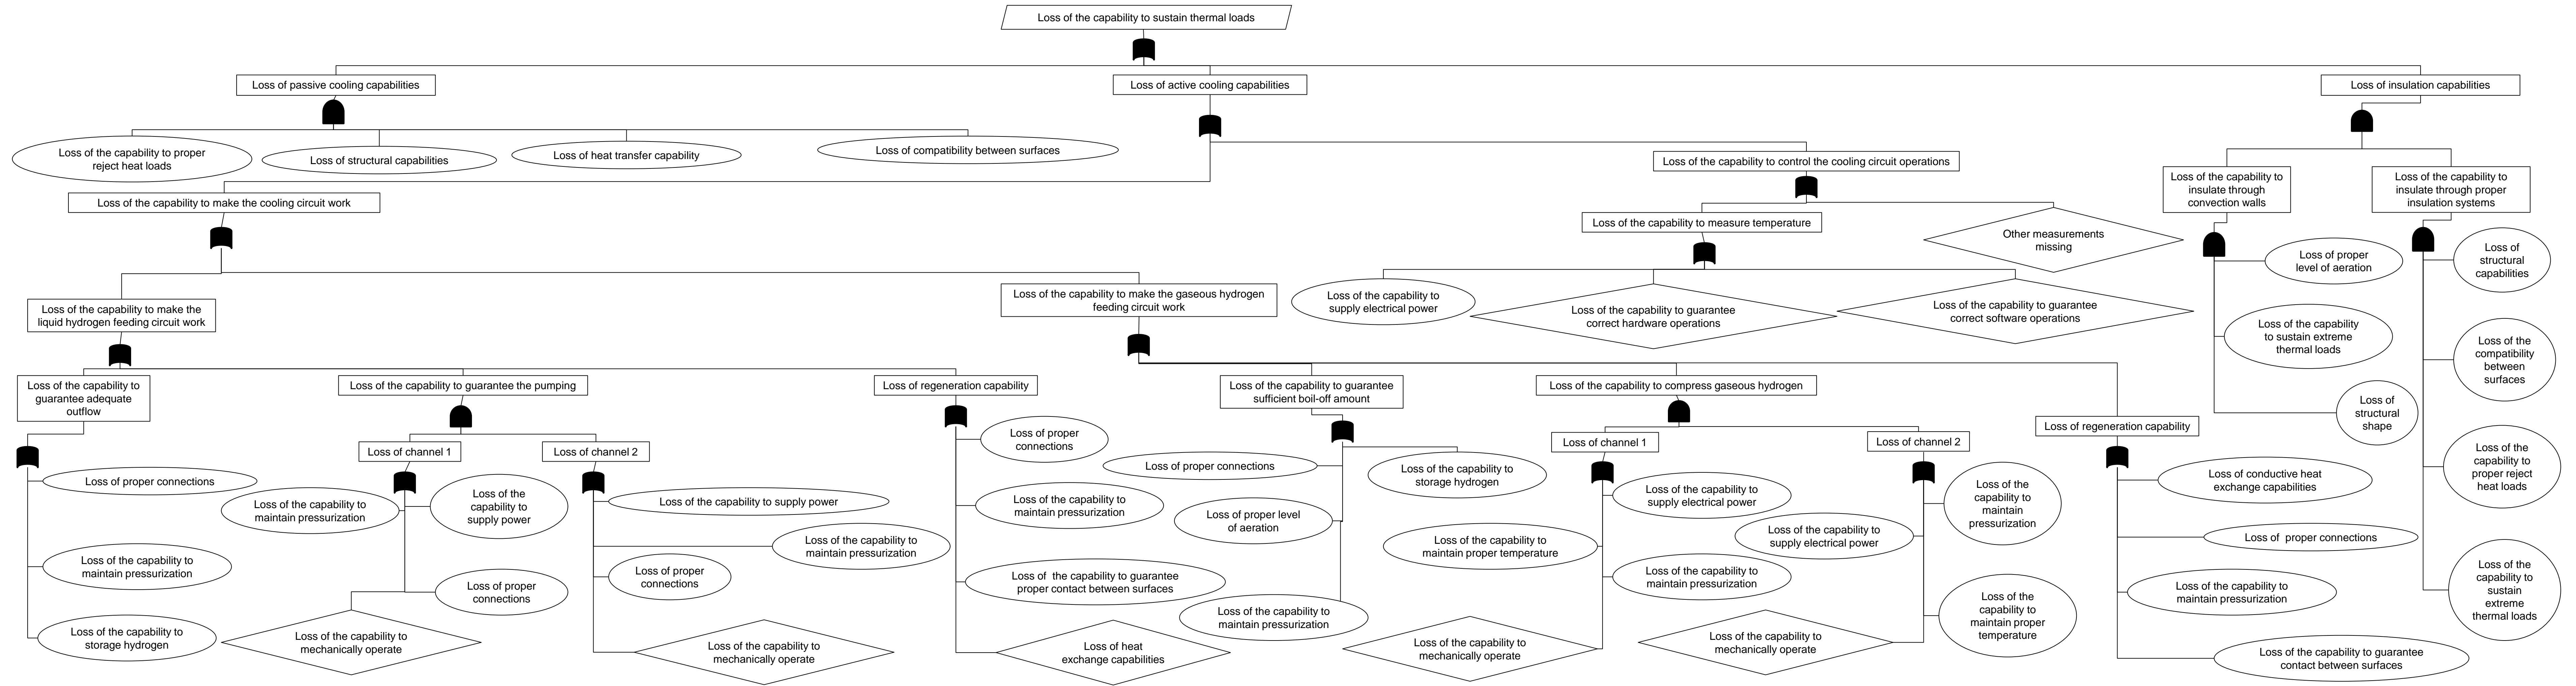 Loss of the capability to sustain thermal loads
Loss of passive cooling capabilities
Loss of active cooling capabilities
Loss of insulation capabilities
Loss of the capability to proper
reject heat loads
Loss of structural capabilities
Loss of heat transfer capability
Loss of compatibility between surfaces
Loss of the capability to control the cooling circuit operations
Loss of the capability to
insulate through
convection walls
Loss of the capability to
insulate through proper
insulation systems
Loss of the capability to make the cooling circuit work
Loss of the capability to measure temperature
Other measurements
missing
Loss of proper
level of aeration
Loss of
structural
capabilities
Loss of the capability to make the
liquid hydrogen feeding circuit work
Loss of the capability to make the gaseous hydrogen
feeding circuit work
Loss of the capability to
supply electrical power
Loss of the capability to guarantee
correct hardware operations
Loss of the capability to guarantee
correct software operations
Loss of the capability
to sustain extreme
thermal loads
Loss of the
compatibility
between
surfaces
Loss of the capability to
guarantee adequate
outflow
Loss of the capability to guarantee the pumping
Loss of regeneration capability
Loss of the capability to guarantee
sufficient boil-off amount
Loss of the capability to compress gaseous hydrogen
Loss of regeneration capability
Loss of
structural
shape
Loss of channel 1
Loss of channel 2
Loss of proper
connections
Loss of channel 1
Loss of channel 2
Loss of the
capability to
proper reject
heat loads
Loss of proper connections
Loss of the capability to
maintain pressurization
Loss of the
capability to
supply power
Loss of the capability to supply power
Loss of the capability to
maintain pressurization
Loss of the capability to
maintain pressurization
Loss of proper connections
Loss of the capability to
storage hydrogen
Loss of proper level
of aeration
Loss of the capability to
supply electrical power
Loss of the capability to
maintain proper temperature
Loss of the capability to
supply electrical power
Loss of the
capability to
maintain
pressurization
Loss of conductive heat
exchange capabilities
Loss of  proper connections
Loss of the capability to
maintain pressurization
Loss of proper
connections
Loss of proper
connections
Loss of  the capability to guarantee
proper contact between surfaces
Loss of the capability to
maintain pressurization
Loss of the capability to
maintain pressurization
Loss of the
capability to
maintain proper
temperature
Loss of the capability to
maintain pressurization
Loss of the
capability to
sustain
extreme
thermal loads
Loss of the capability to
storage hydrogen
Loss of the capability to
mechanically operate
Loss of the capability to
mechanically operate
Loss of heat
exchange capabilities
Loss of the capability to
mechanically operate
Loss of the capability to
mechanically operate
Loss of the capability to guarantee
contact between surfaces